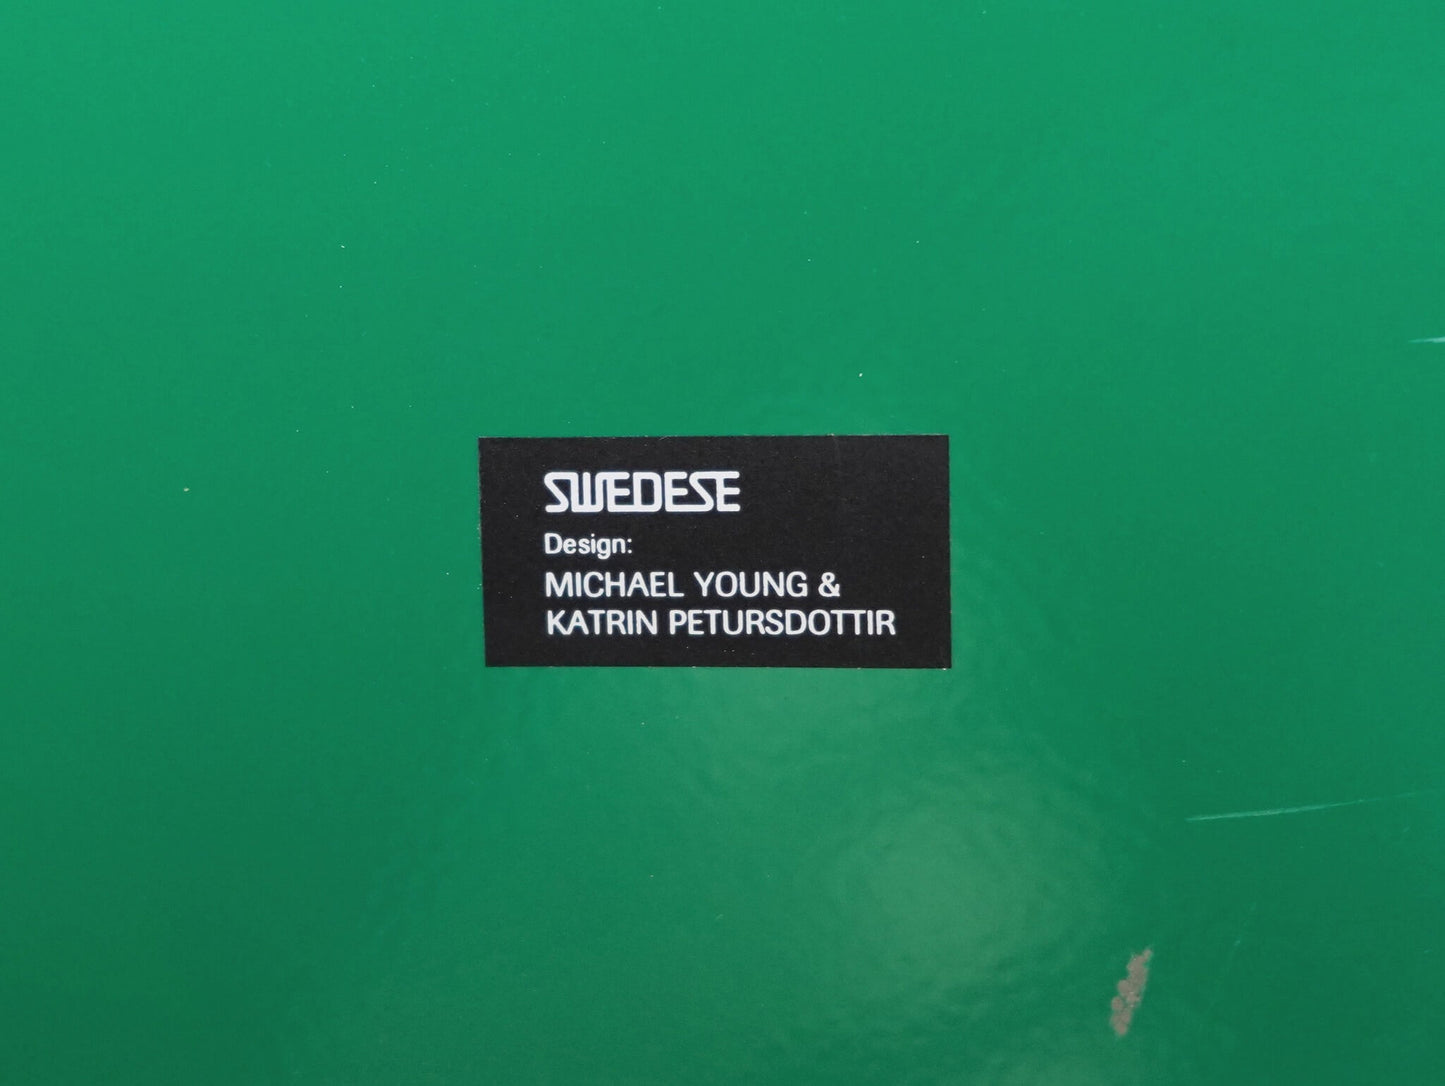 SWEDESE
Design:
MICHAEL YOUNG &
KATRIN PETURSDOTTIR